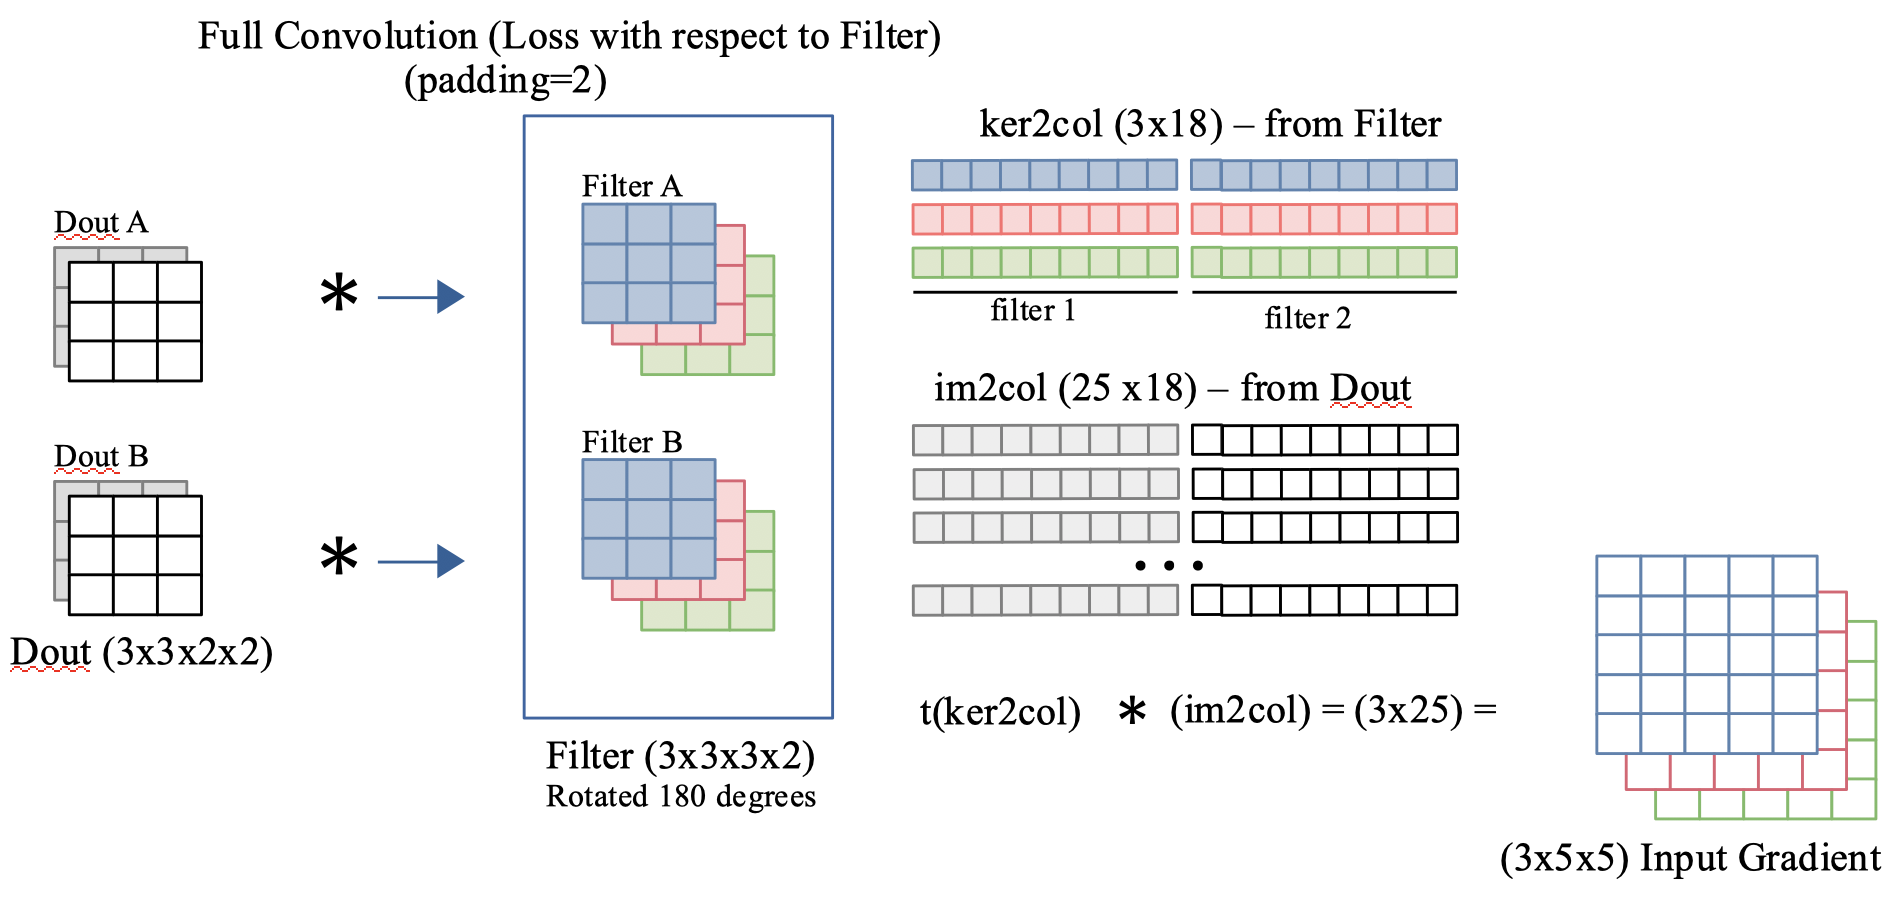 Full Convolution (Loss with respect to Filter)
(padding=2)
Dout A
*
Filter A
Dout B
*
Filter B
Dout (3x3x2x2)
Filter (3x3x3x2)
Rotated 180 degrees
ker2col (3x18) – from Filter
filter 1
filter 2
im2col (25 x18) – from Dout
• • •
t(ker2col) * (im2col) = (3x25) =
(3x5x5) Input Gradient